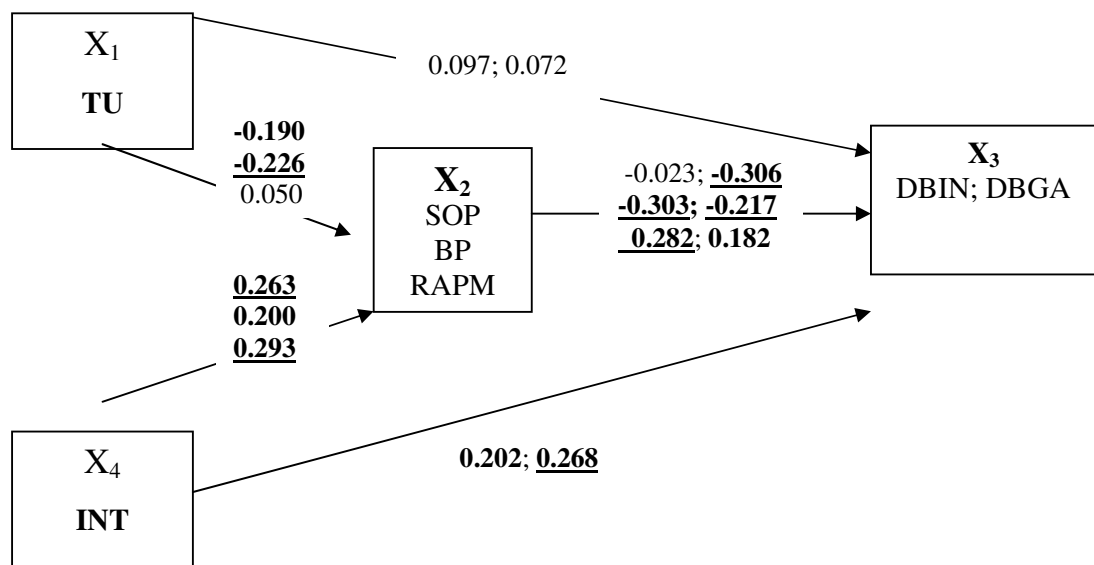 X₁
TU
0.097; 0.072
-0.190
-0.226
0.050
X₂
SOP
BP
RAPM
-0.023; -0.306
-0.303; -0.217
0.282; 0.182
X₃
DBIN; DBGA
0.263
0.200
0.293
X₄
INT
0.202; 0.268